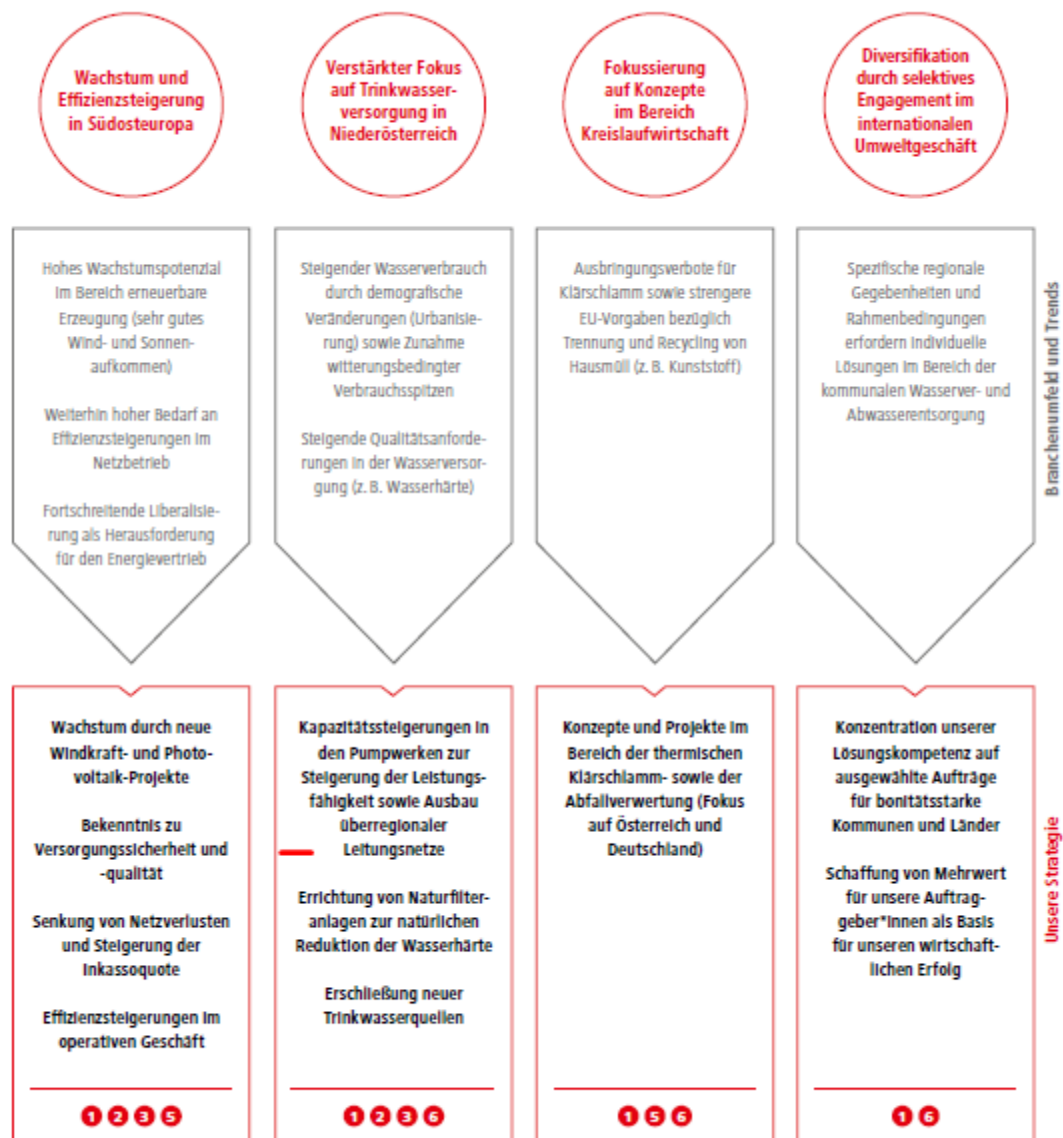 Wachstum und
Effizienzsteigerung
in Südosteuropa
Verstärkter Fokus
auf Trinkwasser-
versorgung in
Niederösterreich
Fokussierung
auf Konzepte
im Bereich
Kreislaufwirtschaft
Diversifikation
durch selektives
Engagement im
internationalen
Umweltgeschäft
Hohes Wachstumspotenzial
im Bereich erneuerbare
Erzeugung (sehr gutes
Wind- und Sonnen-
aufkommen)
Weiterhin hoher Bedarf an
Effizienzsteigerungen im
Netzbetrieb
Fortschreitende Liberalisie-
rung als Herausforderung
für den Energievertrieb
Steigender Wasserverbrauch
durch demografische
Veränderungen (Urbanisie-
rung) sowie Zunahme
witterungsbedingter
Verbrauchsspitzen
Steigende Qualitätsanforde-
rungen in der Wasserversor-
gung (z. B. Wasserhärte)
Ausbringungsverbote für
Klärschlamm sowie strengere
EU-Vorgaben bezüglich
Trennung und Recycling von
Hausmüll (z. B. Kunststoff)
Spezifische regionale
Gegebenheiten und
Rahmenbedingungen
erfordern individuelle
Lösungen im Bereich der
kommunalen Wasserver- und
Abwasserentsorgung
Branchenumfeld und Trends
Wachstum durch neue
Windkraft- und Photo-
voltaik-Projekte
Bekenntnis zu
Versorgungssicherheit und
-qualität
Senkung von Netzverlusten
und Steigerung der
Inkassoquote
Effizienzsteigerungen im
operativen Geschäft
1 2 3 5
Kapazitätssteigerungen in
den Pumpwerken zur
Steigerung der Leistungs-
fähigkeit sowie Ausbau
überregionaler
Leitungsnetze
Errichtung von Naturfilter-
anlagen zur natürlichen
Reduktion der Wasserhärte
Erschließung neuer
Trinkwasserquellen
1 2 3 6
Konzepte und Projekte im
Bereich der thermischen
Klärschlamm- sowie der
Abfallverwertung (Fokus
auf Österreich und
Deutschland)
1 5 6
Konzentration unserer
Lösungskompetenz auf
ausgewählte Aufträge
für bonitätsstarke
Kommunen und Länder
Schaffung von Mehrwert
für unsere Auftrag-
geber*innen als Basis
für unseren wirtschaft-
lichen Erfolg
1 6
Unsere Strategie